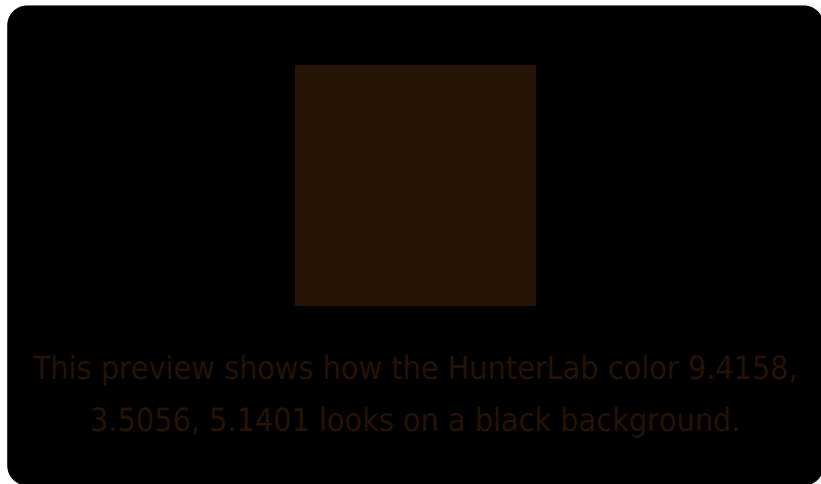 This preview shows how the HunterLab color 9.4158,
3.5056, 5.1401 looks on a black background.